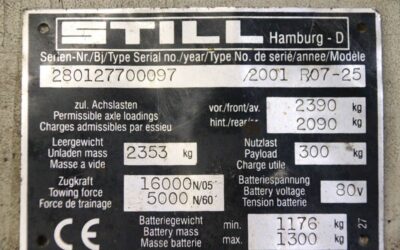 STILL Hamburg - D
Serien-Nr./Bj/Type Serial no./year/Type No. de serié/annee/Modèle
280127700097 /2001 R07-25
zul. Achslasten vor./front/av. 2390 kg
Permissible axle loadings
Charges admissibles par essieu hint./rear/ar. 2090 kg
Leergewicht Nutzlast
Unladen mass 2353 kg Payload 300 kg
Masse a vide Charge utile
Zugkraft 16000 N/05' Batteriespannung
Towing force Battery voltage 80 v
Force de trainage 5000 N/60' Tension batterie
CE Batteriegewicht min. 1176 kg
Battery mass max 1300 kg
Masse batterie
27